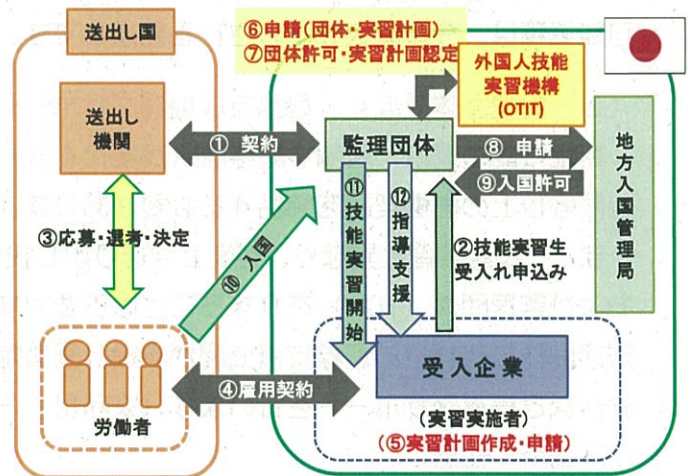 送出し国
⑥申請(団体・実習計画)
⑦団体許可・実習計画認定
外国人技能
実習機構
(OTIT)
送出し
機関
① 契約
監理団体
⑧ 申請
⑨入国許可
地方入国管理局
③応募・選考・決定
⑩ 入国
⑪技能実習開始
⑫指導支援
②技能実習生
受入れ申込み
労働者
④雇用契約
受入企業
(実習実施者)
(⑤実習計画作成・申請)